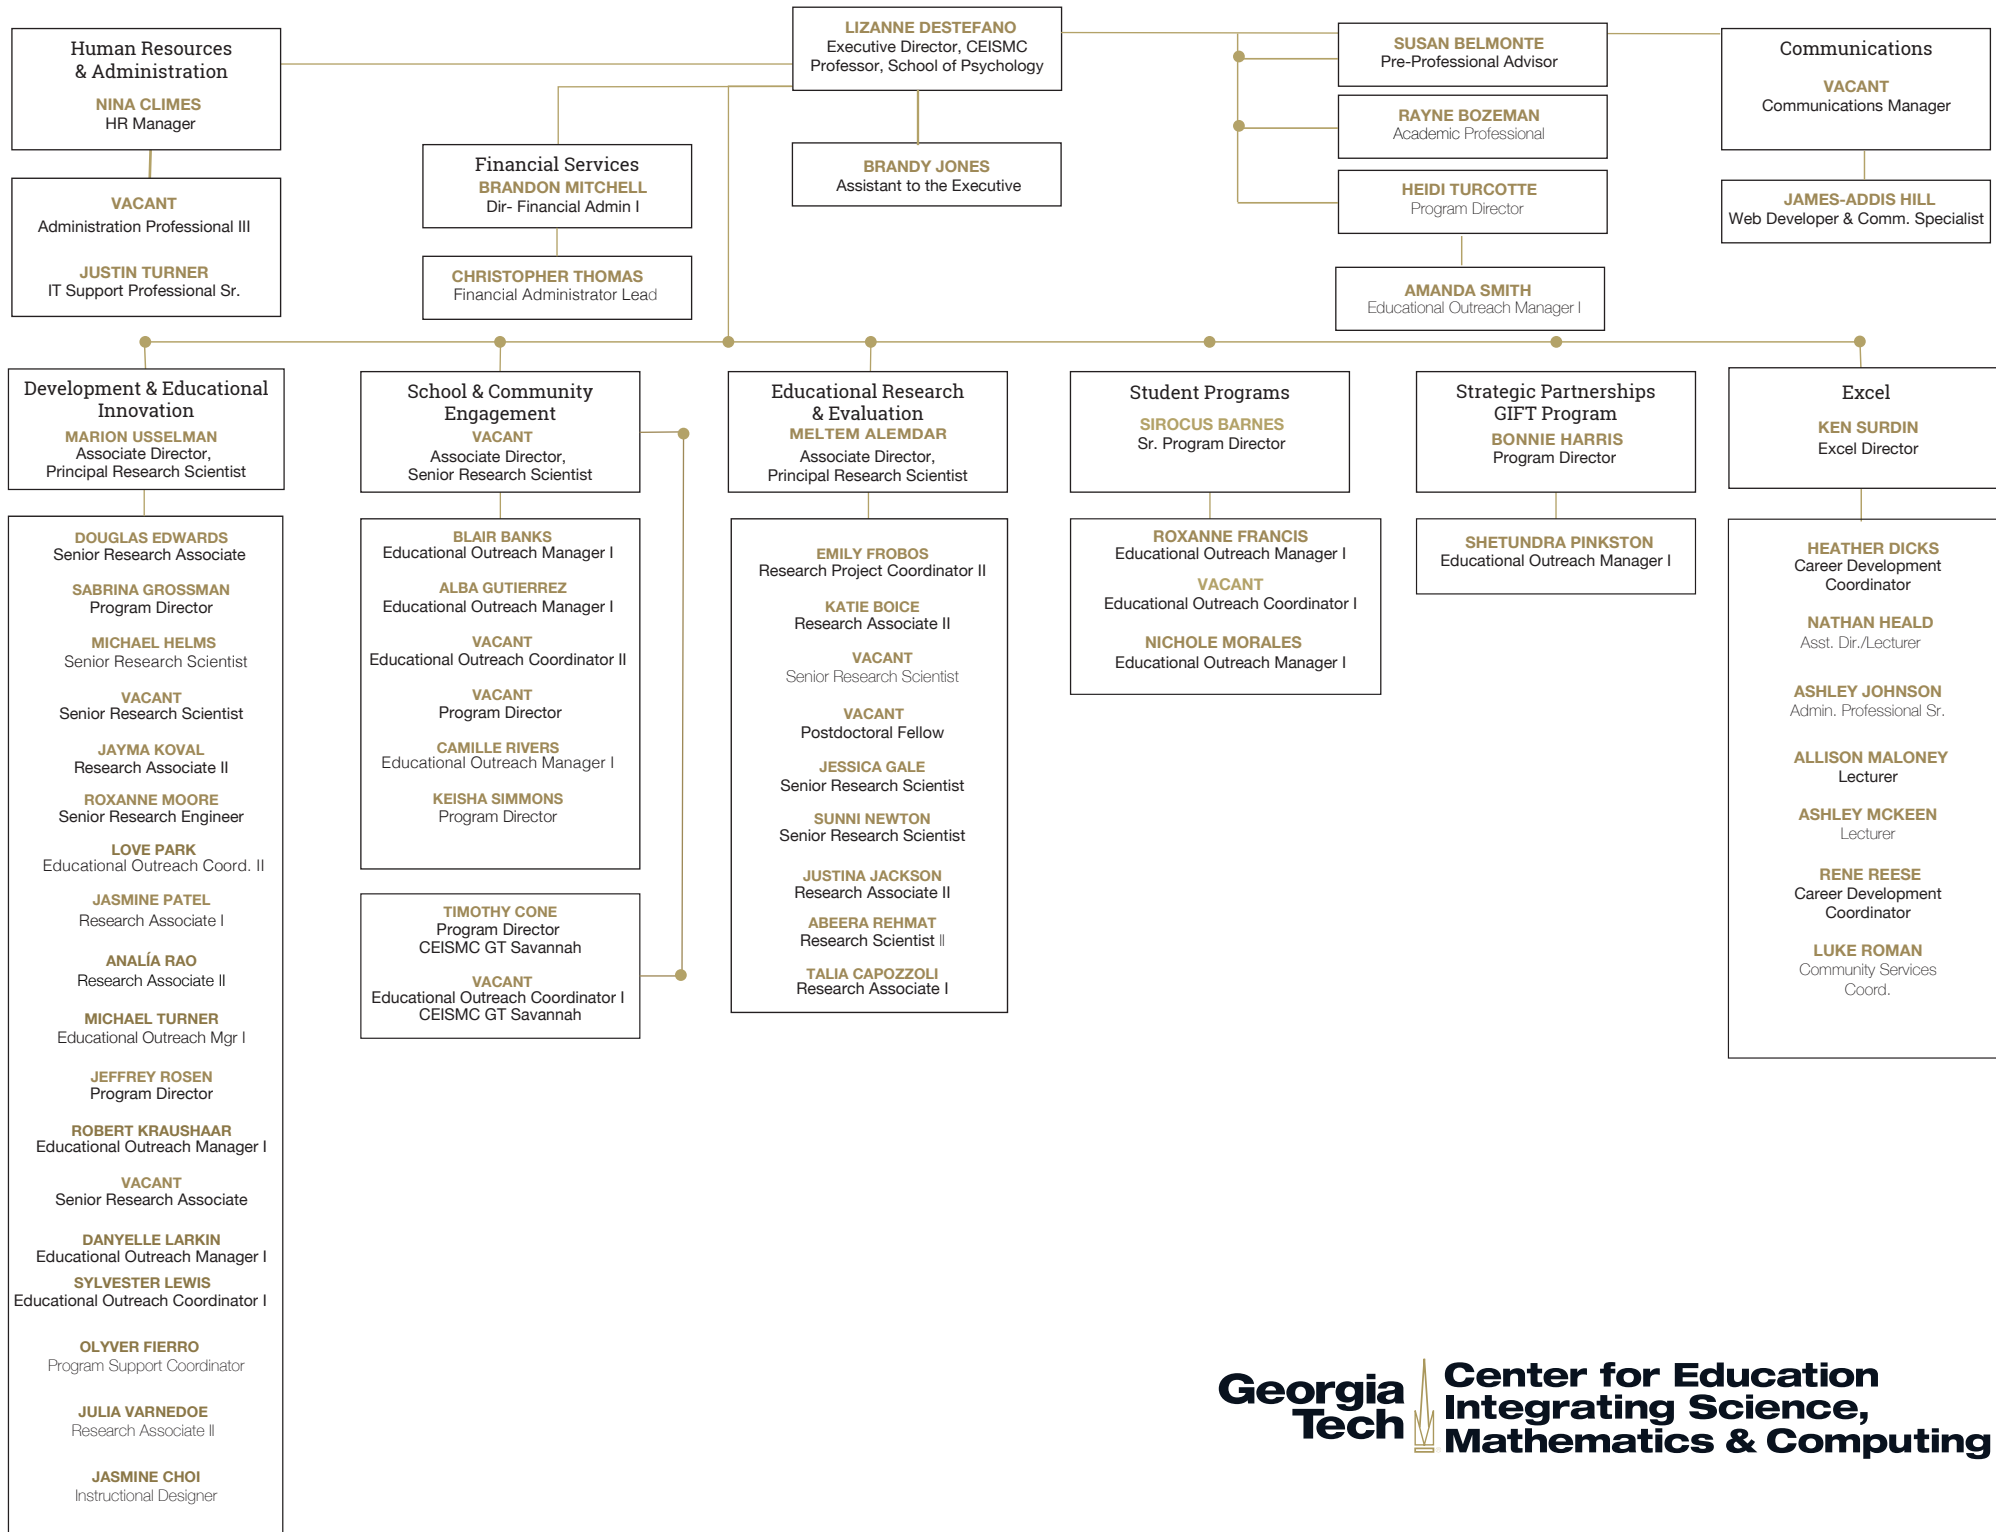 LIZANNE DESTEFANO
Executive Director, CEISMC
Professor, School of Psychology
Human Resources
& Administration
NINA CLIMES
HR Manager
VACANT
Administration Professional III
JUSTIN TURNER
IT Support Professional Sr.
Financial Services
BRANDON MITCHELL
Dir- Financial Admin I
CHRISTOPHER THOMAS
Financial Administrator Lead
BRANDY JONES
Assistant to the Executive
SUSAN BELMONTE
Pre-Professional Advisor
RAYNE BOZEMAN
Academic Professional
HEIDI TURCOTTE
Program Director
AMANDA SMITH
Educational Outreach Manager I
Communications
VACANT
Communications Manager
JAMES-ADDIS HILL
Web Developer & Comm. Specialist
Development & Educational
Innovation
MARION USSELMAN
Associate Director,
Principal Research Scientist
DOUGLAS EDWARDS
Senior Research Associate
SABRINA GROSSMAN
Program Director
MICHAEL HELMS
Senior Research Scientist
VACANT
Senior Research Scientist
JAYMA KOVAL
Research Associate II
ROXANNE MOORE
Senior Research Engineer
LOVE PARK
Educational Outreach Coord. II
JASMINE PATEL
Research Associate I
ANALÍA RAO
Research Associate II
MICHAEL TURNER
Educational Outreach Mgr I
JEFFREY ROSEN
Program Director
ROBERT KRAUSHAAR
Educational Outreach Manager I
VACANT
Senior Research Associate
DANYELLE LARKIN
Educational Outreach Manager I
SYLVESTER LEWIS
Educational Outreach Coordinator I
OLYVER FIERRO
Program Support Coordinator
JULIA VARNEDOE
Research Associate II
JASMINE CHOI
Instructional Designer
School & Community
Engagement
VACANT
Associate Director,
Senior Research Scientist
BLAIR BANKS
Educational Outreach Manager I
ALBA GUTIERREZ
Educational Outreach Manager I
VACANT
Educational Outreach Coordinator II
VACANT
Program Director
CAMILLE RIVERS
Educational Outreach Manager I
KEISHA SIMMONS
Program Director
TIMOTHY CONE
Program Director
CEISMC GT Savannah
VACANT
Educational Outreach Coordinator I
CEISMC GT Savannah
Educational Research
& Evaluation
MELTEM ALEMDAR
Associate Director,
Principal Research Scientist
EMILY FROBOS
Research Project Coordinator II
KATIE BOICE
Research Associate II
VACANT
Senior Research Scientist
VACANT
Postdoctoral Fellow
JESSICA GALE
Senior Research Scientist
SUNNI NEWTON
Senior Research Scientist
JUSTINA JACKSON
Research Associate II
ABEERA REHMAT
Research Scientist II
TALIA CAPOZZOLI
Research Associate I
Student Programs
SIROCUS BARNES
Sr. Program Director
ROXANNE FRANCIS
Educational Outreach Manager I
VACANT
Educational Outreach Coordinator I
NICHOLE MORALES
Educational Outreach Manager I
Strategic Partnerships
GIFT Program
BONNIE HARRIS
Program Director
SHETUNDRA PINKSTON
Educational Outreach Manager I
Excel
KEN SURDIN
Excel Director
HEATHER DICKS
Career Development
Coordinator
NATHAN HEALD
Asst. Dir./Lecturer
ASHLEY JOHNSON
Admin. Professional Sr.
ALLISON MALONEY
Lecturer
ASHLEY MCKEEN
Lecturer
RENE REESE
Career Development
Coordinator
LUKE ROMAN
Community Services
Coord.
Georgia
Tech
Center for Education
Integrating Science,
Mathematics & Computing